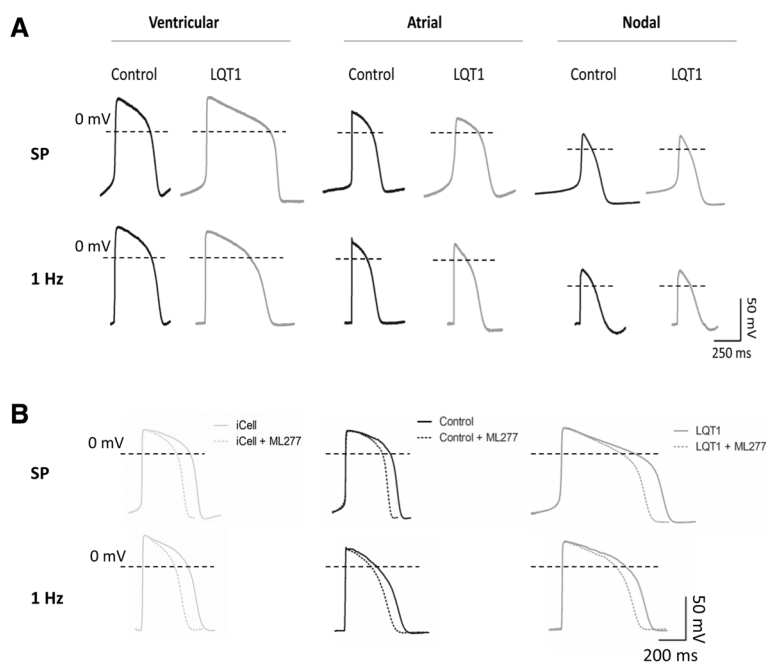 A
Ventricular Atrial Nodal
Control LQT1 Control LQT1 Control LQT1
0 mV
SP
0 mV
1 Hz
50 mV
250 ms
B
iCell
iCell + ML277
Control
Control + ML277
LQT1
LQT1 + ML277
0 mV
SP
0 mV
1 Hz
50 mV
200 ms